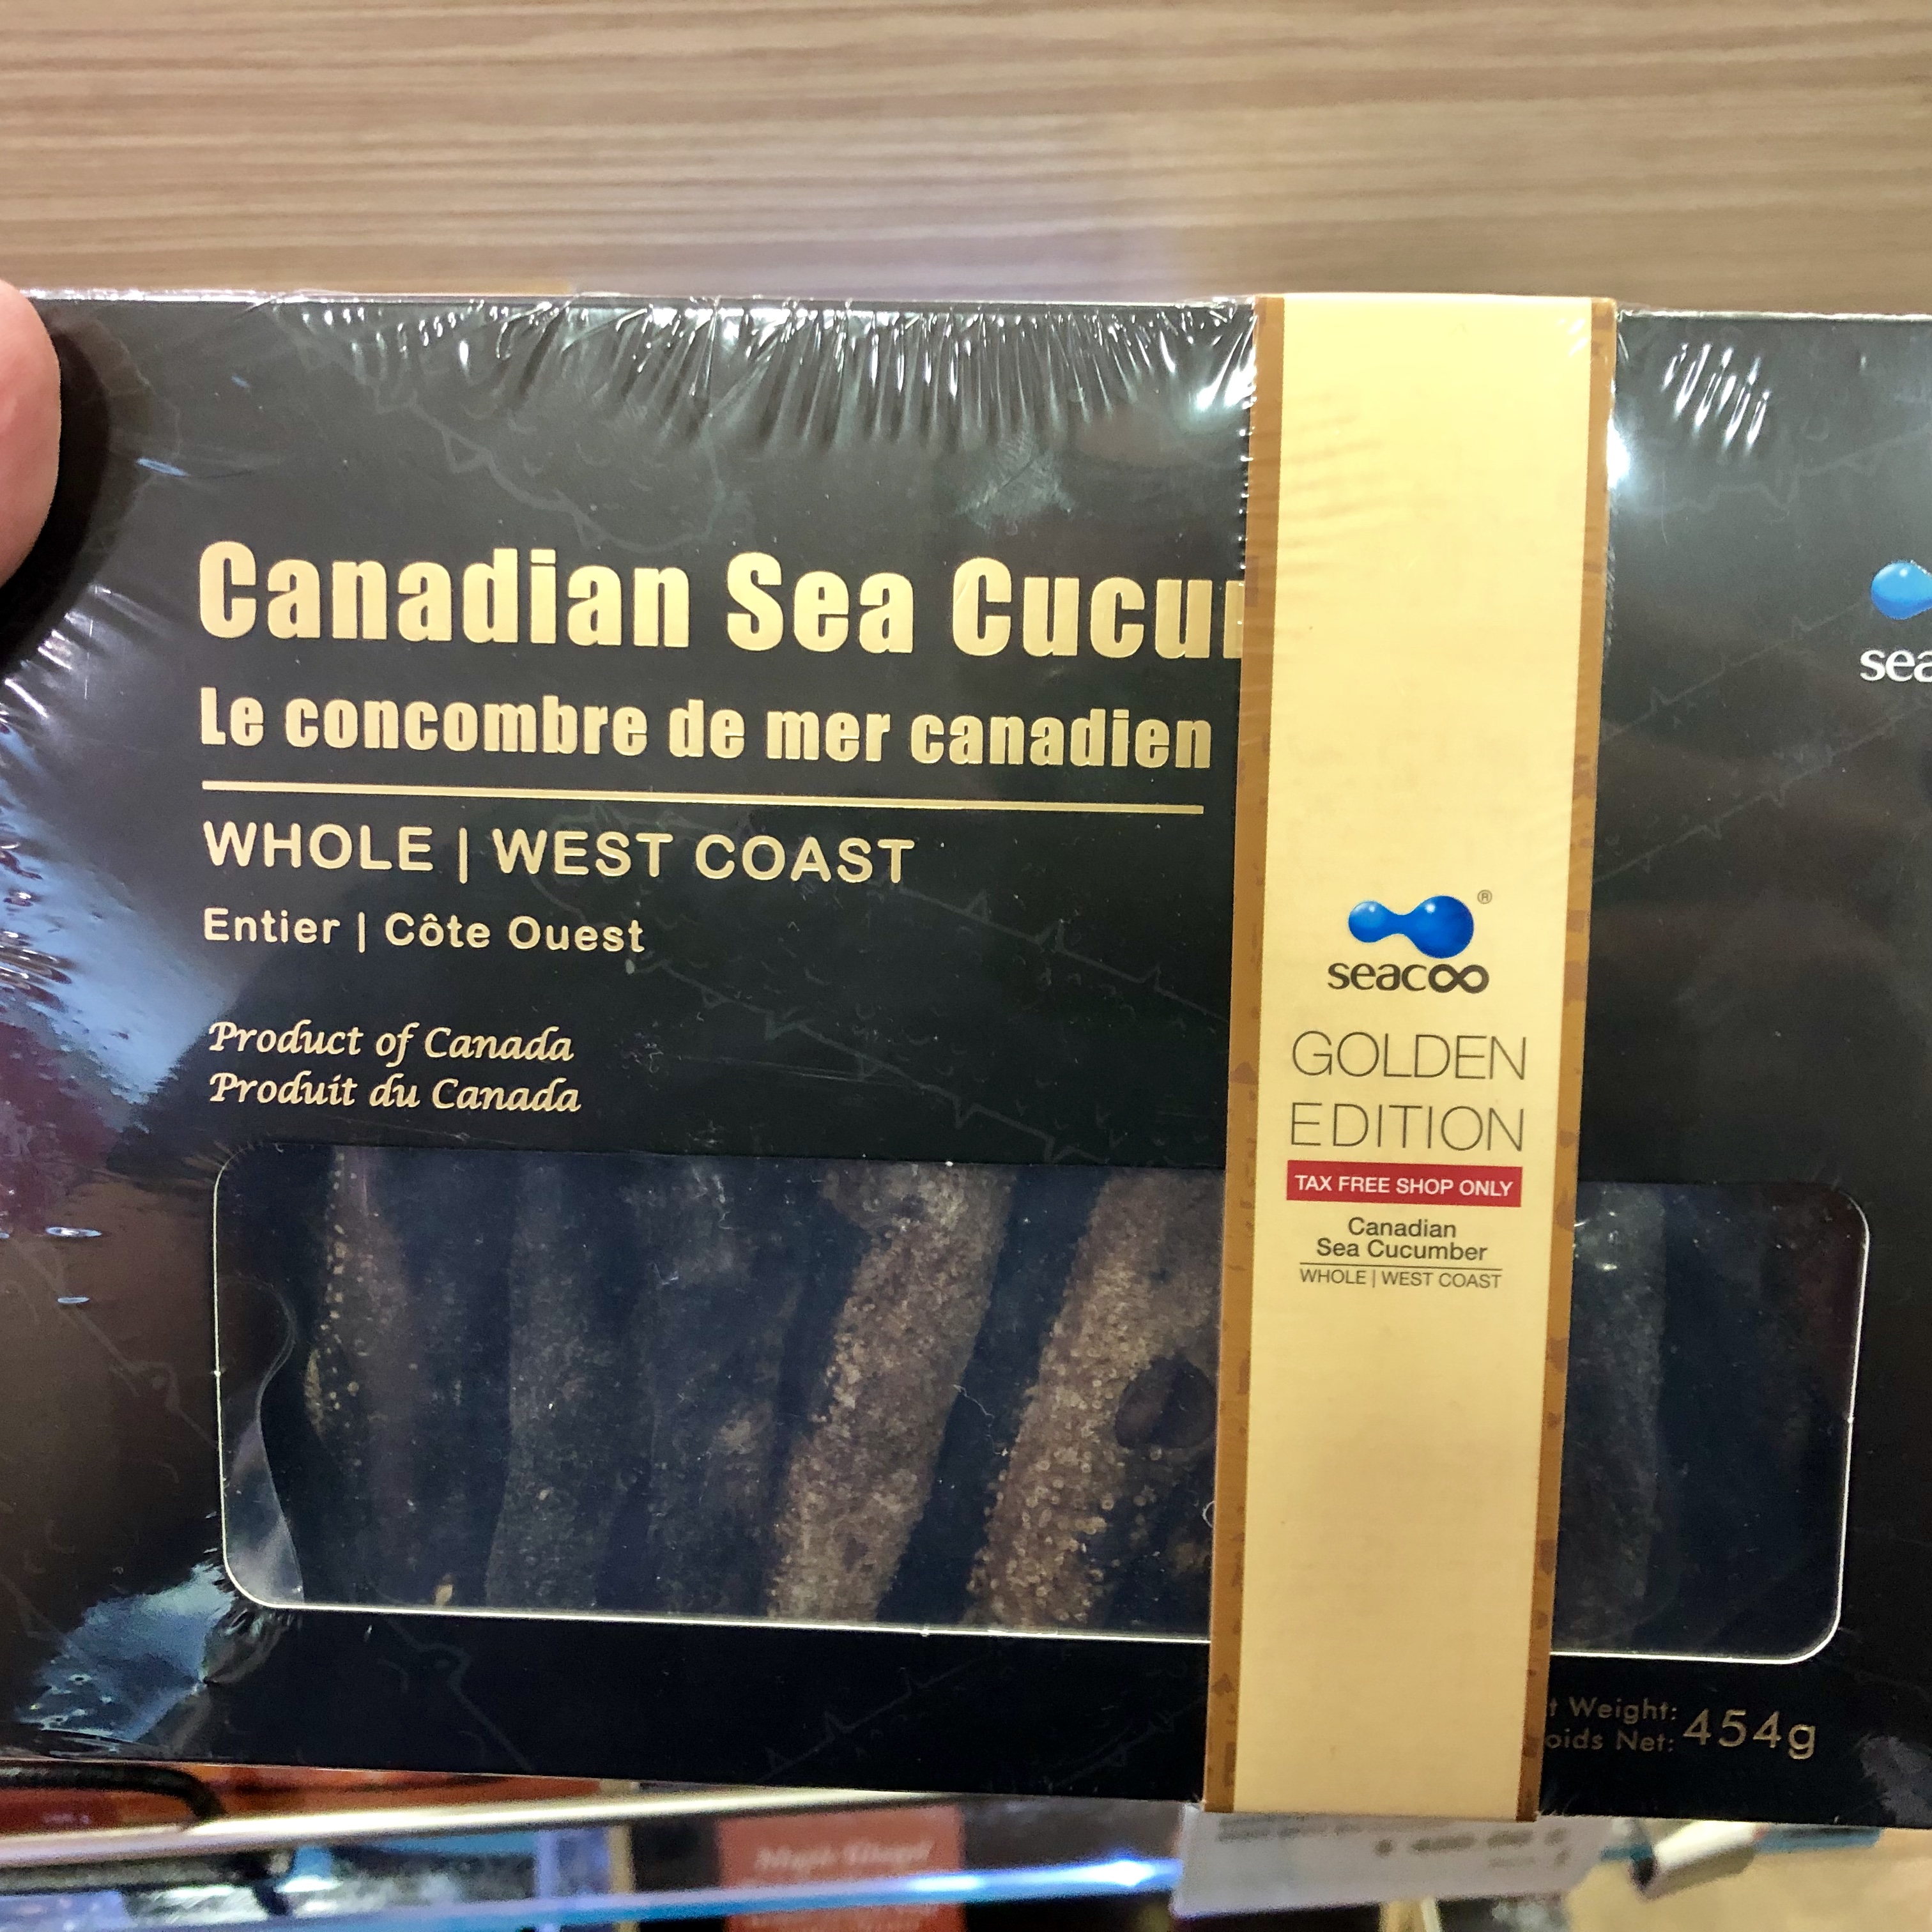 Canadian Sea Cucu
Le concombre de mer canadien
WHOLE | WEST COAST
Entier | Côte Ouest
Product of Canada
Produit du Canada
sea
seacoo
®
GOLDEN
EDITION
TAX FREE SHOP ONLY
Canadian
Sea Cucumber
WHOLE | WEST COAST
Weight: 454g
Net: